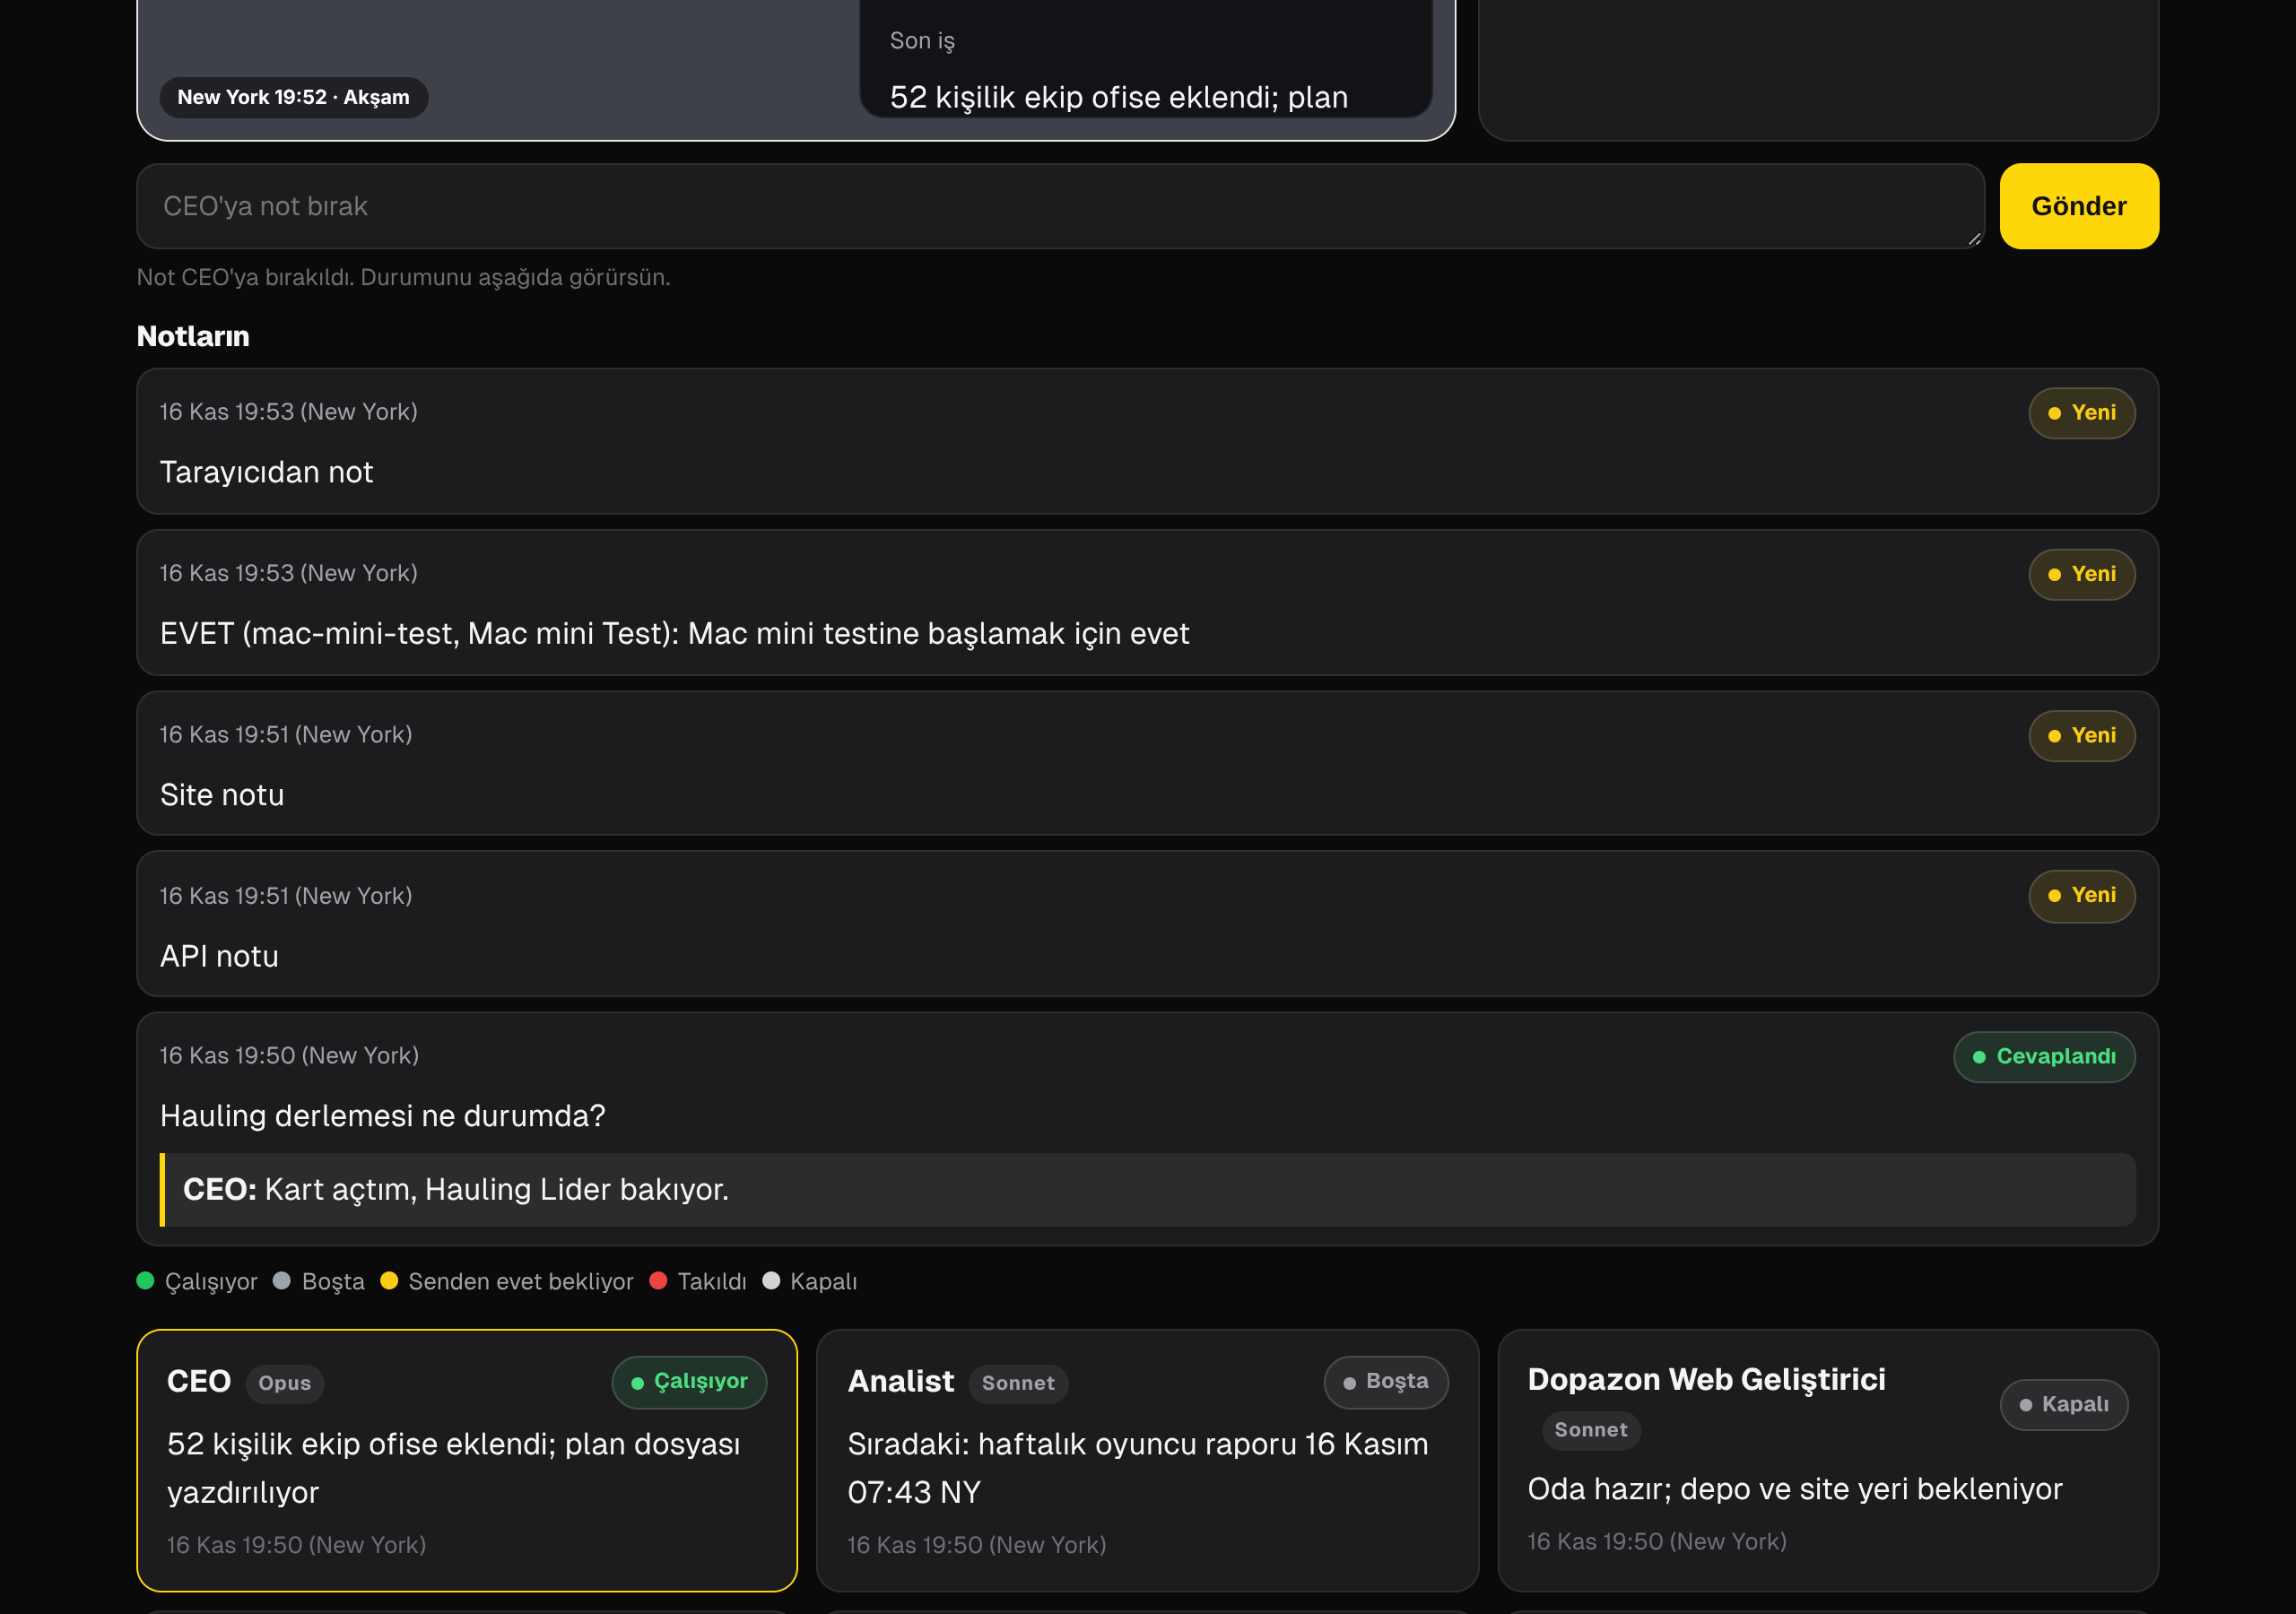 Son iş
52 kişilik ekip ofise eklendi; plan
New York 19:52 · Akşam
CEO'ya not bırak
Gönder
Not CEO'ya bırakıldı. Durumunu aşağıda görürsün.
Notların
16 Kas 19:53 (New York)
Yeni
Tarayıcıdan not
16 Kas 19:53 (New York)
Yeni
EVET (mac-mini-test, Mac mini Test): Mac mini testine başlamak için evet
16 Kas 19:51 (New York)
Yeni
Site notu
16 Kas 19:51 (New York)
Yeni
API notu
16 Kas 19:50 (New York)
Cevaplandı
Hauling derlemesi ne durumda?
CEO: Kart açtım, Hauling Lider bakıyor.
Çalışıyor Boşta Senden evet bekliyor Takıldı Kapalı
CEO Opus Çalışıyor
52 kişilik ekip ofise eklendi; plan dosyası
yazdırılıyor
16 Kas 19:50 (New York)
Analist Sonnet Boşta
Sıradaki: haftalık oyuncu raporu 16 Kasım
07:43 NY
16 Kas 19:50 (New York)
Dopazon Web Geliştirici
Sonnet
Kapalı
Oda hazır; depo ve site yeri bekleniyor
16 Kas 19:50 (New York)